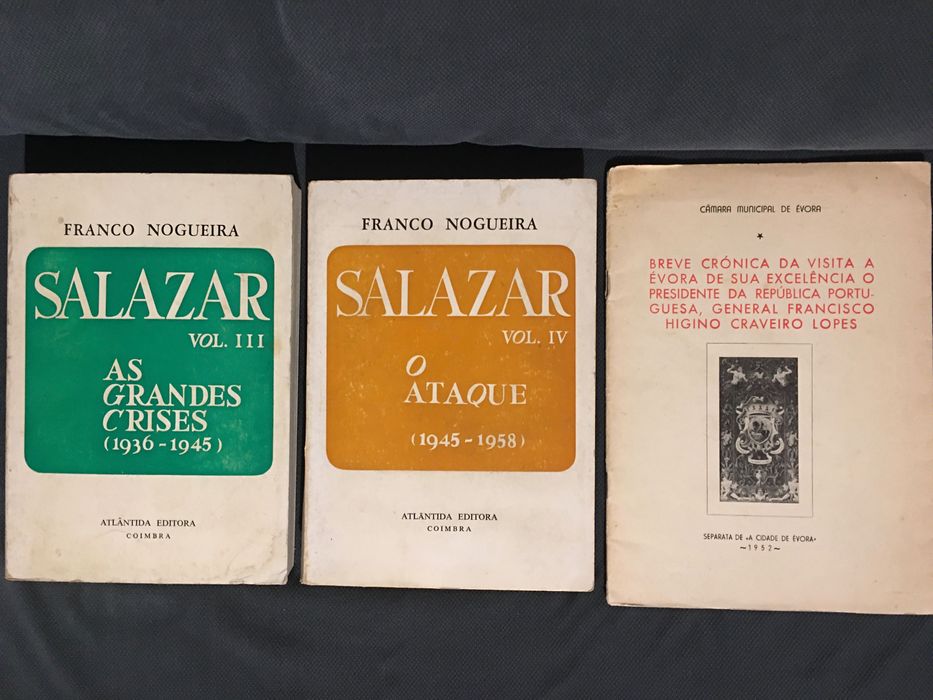 FRANCO NOGUEIRA
SALAZAR
VOL. III
AS
GRANDES
CRISES
(1936-1945)
ATLÂNTIDA EDITORA
COIMBRA
FRANCO NOGUEIRA
SALAZAR
VOL. IV
O
ATAQUE
(1945-1958)
ATLÂNTIDA EDITORA
COIMBRA
CÂMARA MUNICIPAL DE ÉVORA
BREVE CRÓNICA DA VISITA A
ÉVORA DE SUA EXCELÊNCIA O
PRESIDENTE DA REPÚBLICA PORTU-
GUESA, GENERAL FRANCISCO
HIGINO CRAVEIRO LOPES
SEPARATA DE «A CIDADE DE ÉVORA»
~1952~